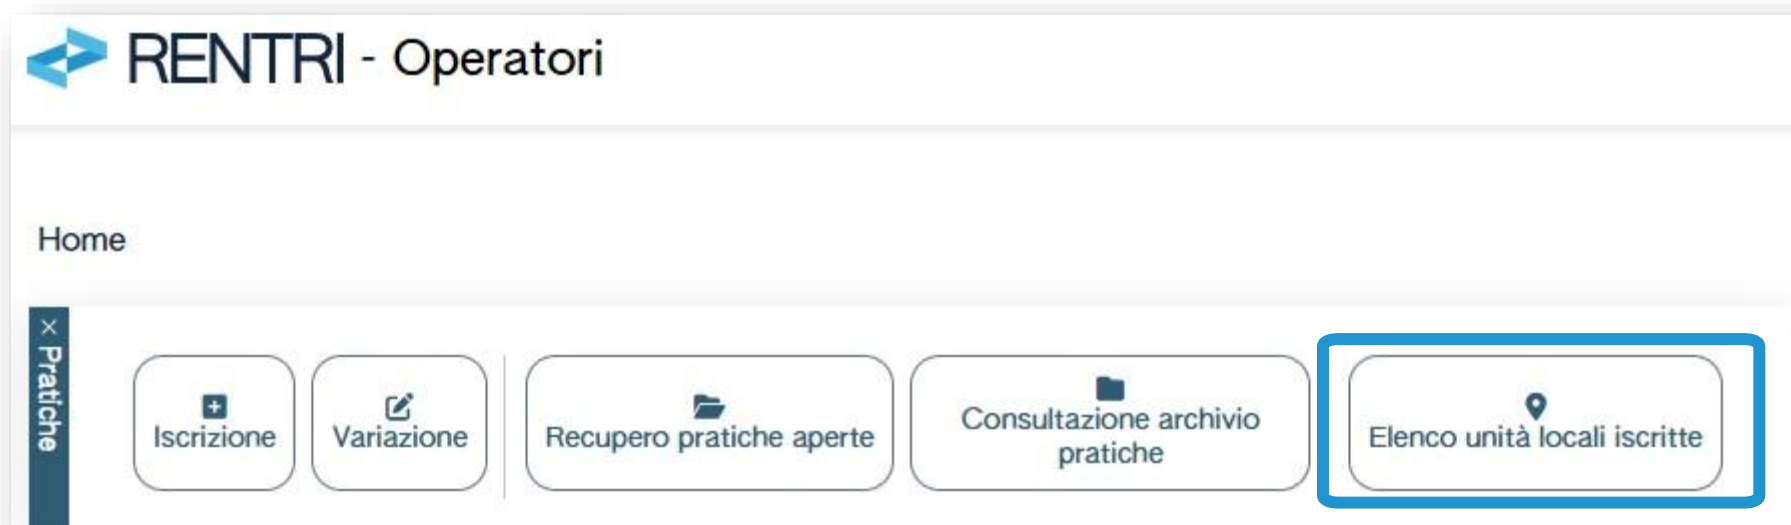 RENTRI - Operatori
Home
× Pratiche
Iscrizione
Variazione
Recupero pratiche aperte
Consultazione archivio
pratiche
Elenco unità locali iscritte